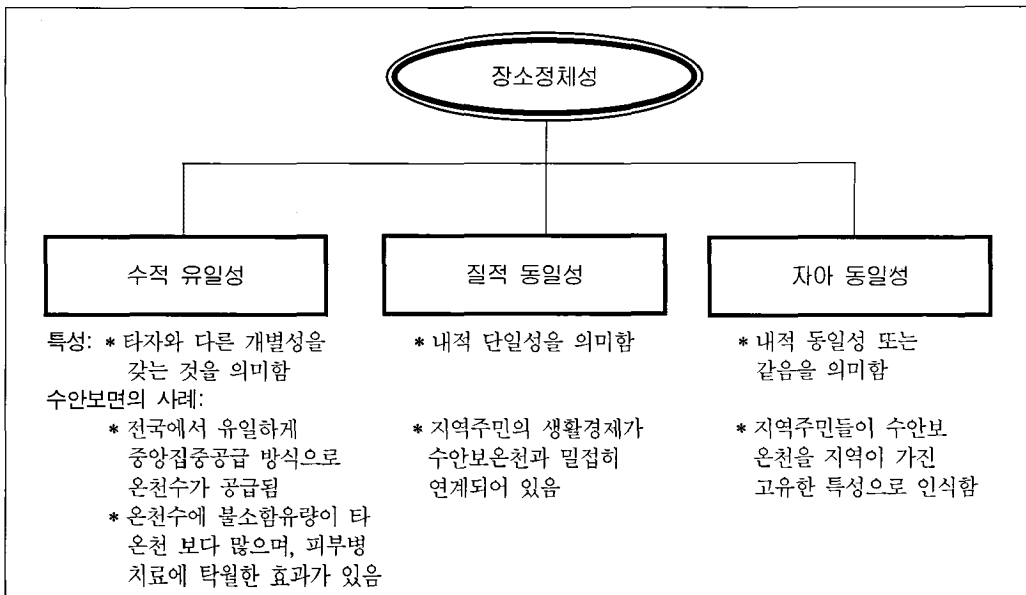 장소정체성
수적 유일성
질적 동일성
자아 동일성
특성: * 타자와 다른 개별성을
갖는 것을 의미함
* 내적 단일성을 의미함
* 내적 동일성 또는
같음을 의미함
수안보면의 사례:
* 전국에서 유일하게
중앙집중공급 방식으로
온천수가 공급됨
* 온천수에 불소함유량이 타
온천 보다 많으며, 피부병
치료에 탁월한 효과가 있음
* 지역주민의 생활경제가
수안보온천과 밀접히
연계되어 있음
* 지역주민들이 수안보
온천을 지역이 가진
고유한 특성으로 인식함